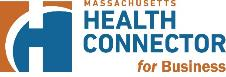 MASSACHUSETTS
HEALTH
CONNECTOR
for Business